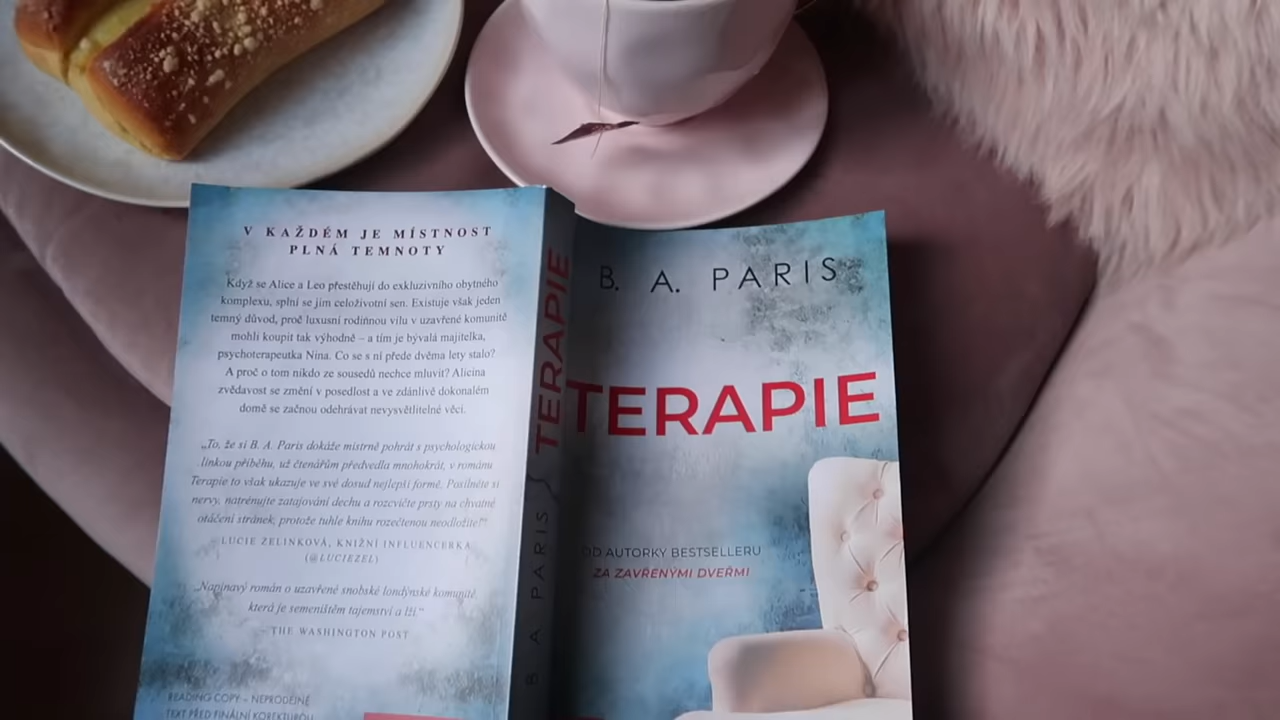 V KAŽDÉM JE MÍSTNOST
PLNÁ TEMNOTY
Když se Alice a Leo přestěhují do exkluzivního obytného
komplexu, splní se jim celoživotní sen. Existuje však jeden
temný důvod, proč luxusní rodinnou vilu v uzavřené komunitě
mohli koupit tak výhodně – a tím je bývalá majitelka,
psychoterapeutka Nina. Co se s ní přede dvěma lety stalo?
A proč o tom nikdo ze sousedů nechce mluvit? Alicina
zvědavost se změní v posedlost a ve zdánlivě dokonalém
domě se začnou odehrávat nevysvětlitelné věci.
„To, že si B. A. Paris dokáže mistrně pohrát s psychologickou
linkou příběhu, už čtenářům předvedla mnohokrát, v románu
Terapie to však ukazuje ve své dosud nejlepší formě. Posilněte si
nervy, natrénujte zatajování dechu a rozcvičte prsty na chvatné
otáčení stránek, protože tuhle knihu rozečtenou neodložíte!“
LUCIE ZELINKOVÁ, KNIŽNÍ INFLUENCERKA
(@LUCIEZEL)
„Napínavý román o uzavřené snobské londýnské komunitě,
která je semeništěm tajemství a lží.“
– THE WASHINGTON POST
READING COPY – NEPRODEJNÉ
TEXT PŘED FINÁLNÍ KOREKTUROU
B. A. PARIS / TERAPIE
B. A. PARIS
TERAPIE
OD AUTORKY BESTSELLERU
ZA ZAVŘENÝMI DVEŘMI